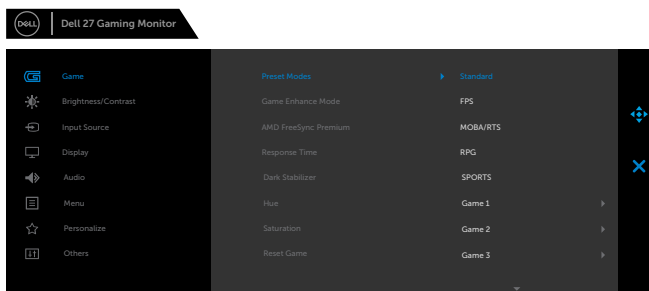 DELL
Dell 27 Gaming Monitor
Game Preset Modes Standard
Brightness/Contrast Game Enhance Mode FPS
Input Source AMD FreeSync Premium MOBA/RTS
Display Response Time RPG
Audio Dark Stabilizer SPORTS
Menu Hue Game 1
Personalize Saturation Game 2
Others Reset Game Game 3